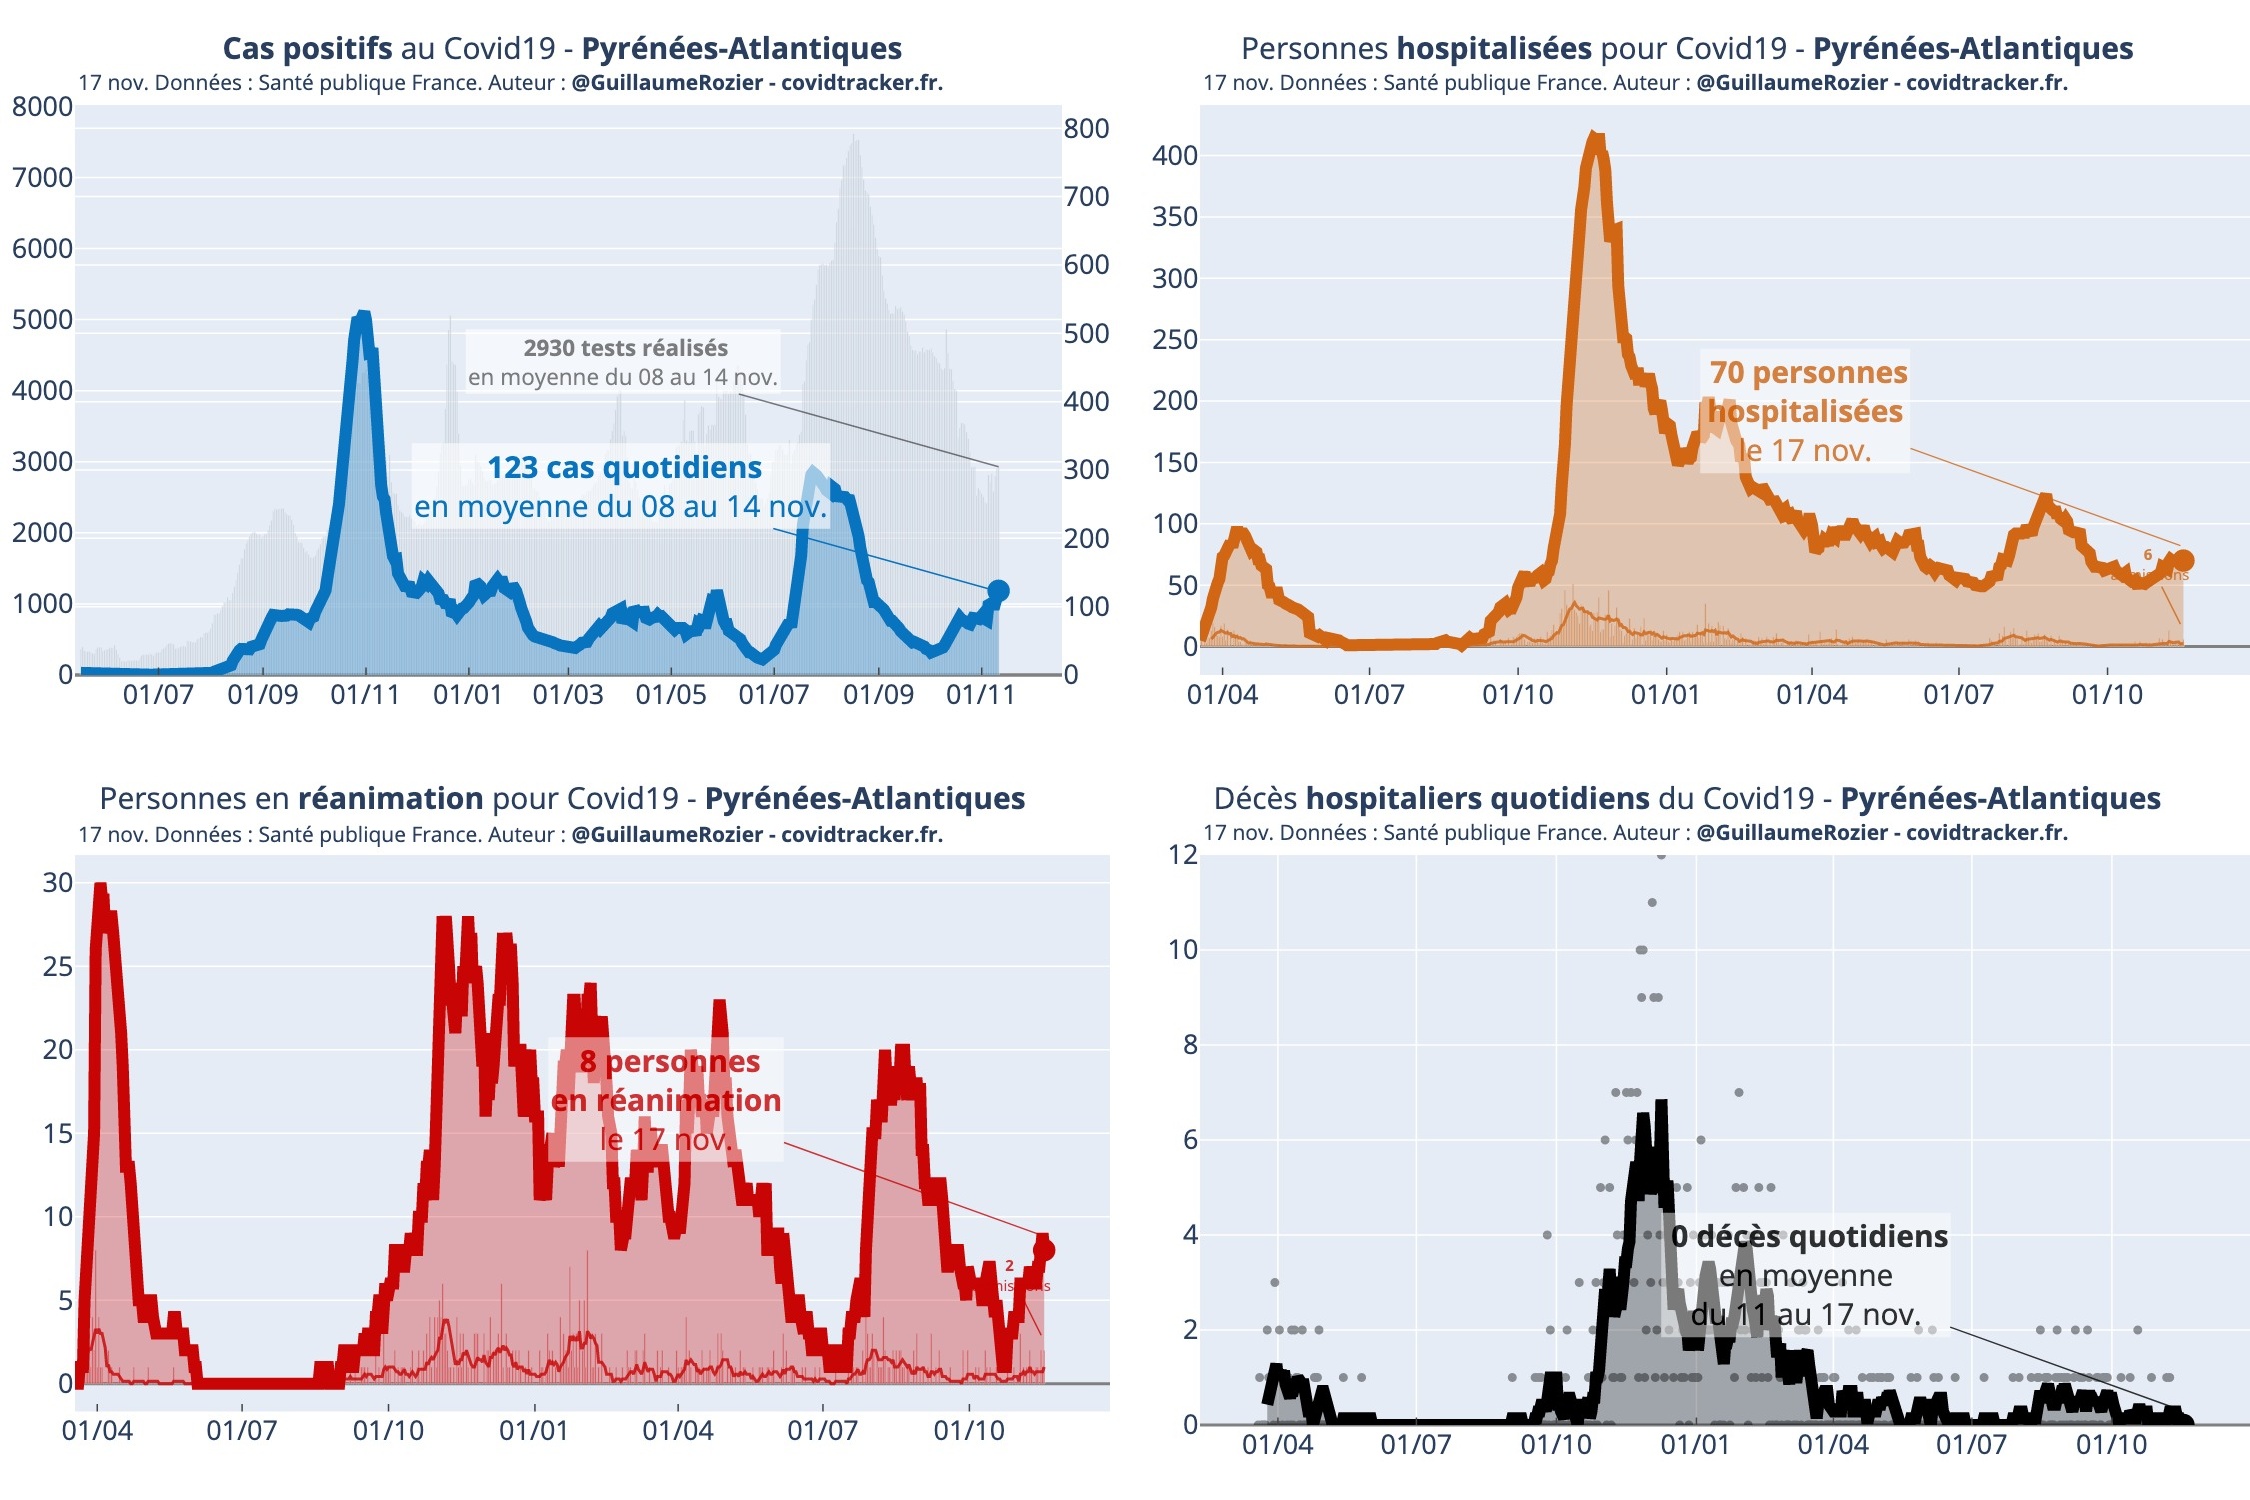 Cas positifs au Covid19 - Pyrénées-Atlantiques
17 nov. Données : Santé publique France. Auteur : @GuillaumeRozier - covidtracker.fr.
8000
7000
6000
5000
4000
3000
2000
1000
0
800
700
600
500
400
300
200
100
0
2930 tests réalisés
en moyenne du 08 au 14 nov.
123 cas quotidiens
en moyenne du 08 au 14 nov.
01/07 01/09 01/11 01/01 01/03 01/05 01/07 01/09 01/11
Personnes hospitalisées pour Covid19 - Pyrénées-Atlantiques
17 nov. Données : Santé publique France. Auteur : @GuillaumeRozier - covidtracker.fr.
400
350
300
250
200
150
100
50
0
70 personnes
hospitalisées
le 17 nov.
6
01/04 01/07 01/10 01/01 01/04 01/07 01/10
Personnes en réanimation pour Covid19 - Pyrénées-Atlantiques
17 nov. Données : Santé publique France. Auteur : @GuillaumeRozier - covidtracker.fr.
30
25
20
15
10
5
0
8 personnes
en réanimation
le 17 nov.
2
01/04 01/07 01/10 01/01 01/04 01/07 01/10
Décès hospitaliers quotidiens du Covid19 - Pyrénées-Atlantiques
17 nov. Données : Santé publique France. Auteur : @GuillaumeRozier - covidtracker.fr.
12
10
8
6
4
2
0
0 décès quotidiens
en moyenne
du 11 au 17 nov.
01/04 01/07 01/10 01/01 01/04 01/07 01/10